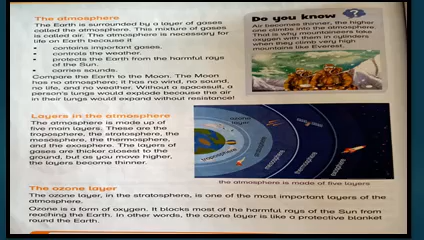 The atmosphere
The Earth is surrounded by a layer of gases
called the atmosphere. This mixture of gases
is called air. The atmosphere is necessary for
life on Earth because it
• contains important gases.
• controls the weather.
• protects the Earth from the harmful rays
of the Sun.
• carries sounds.
Compare the Earth to the Moon. The Moon
has no atmosphere; it has no wind, no sound,
no life, and no weather. Without a spacesuit, a
person's lungs would explode because the air
in their lungs would expand without resistance!
Do you know ?
Air becomes thinner, the higher
one climbs into the atmosphere.
That is why mountaineers take
oxygen with them in cylinders
when they climb very high
mountains like Everest.
Layers in the atmosphere
The atmosphere is made up of
five main layers. These are the
troposphere, the stratosphere, the
mesosphere, the thermosphere,
and the exosphere. The layers of
gases are thicker closest to the
ground, but as you move higher,
the layers become thinner.
ozone
layer
troposphere
stratosphere
mesosphere
thermosphere
exosphere
the atmosphere is made of five layers
The ozone layer
The ozone layer, in the stratosphere, is one of the most important layers of the
atmosphere.
Ozone is a form of oxygen. It blocks most of the harmful rays of the Sun from
reaching the Earth. In other words, the ozone layer is like a protective blanket
round the Earth.